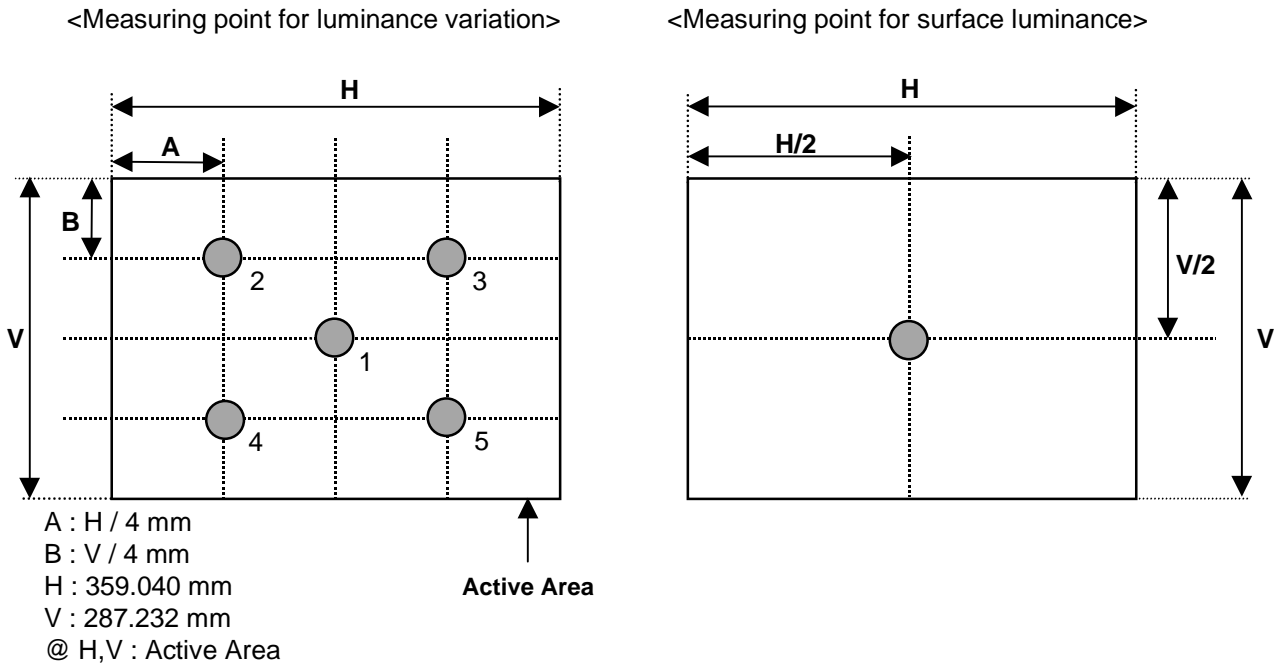 <Measuring point for luminance variation>
<Measuring point for surface luminance>
H
A
B
V
2
3
1
4
5
A : H / 4 mm
B : V / 4 mm
H : 359.040 mm
V : 287.232 mm
@ H,V : Active Area
Active Area
H
H/2
V/2
V